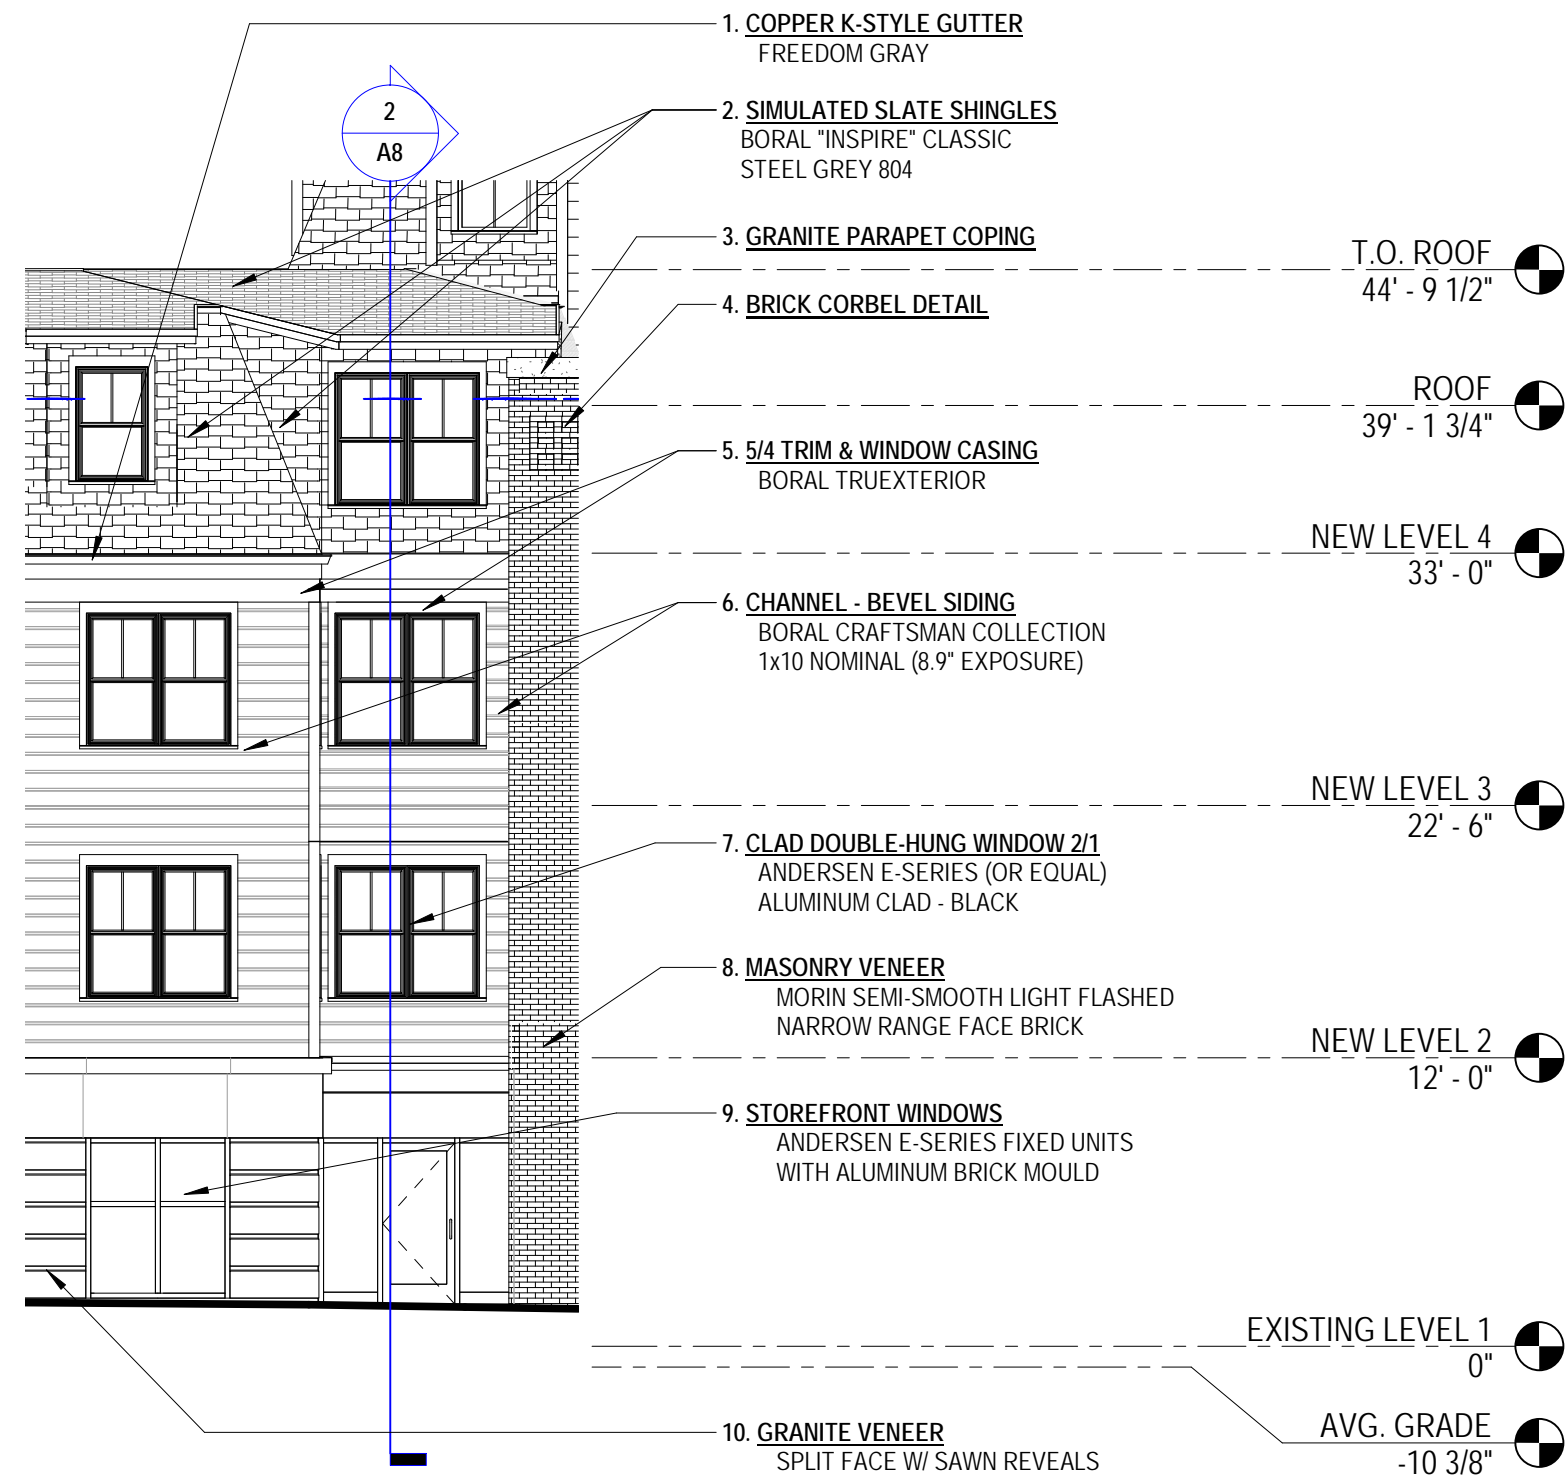 1. COPPER K-STYLE GUTTER
FREEDOM GRAY
2
A8
2. SIMULATED SLATE SHINGLES
BORAL "INSPIRE" CLASSIC
STEEL GREY 804
3. GRANITE PARAPET COPING
T.O. ROOF
44' - 9 1/2"
4. BRICK CORBEL DETAIL
ROOF
39' - 1 3/4"
5. 5/4 TRIM & WINDOW CASING
BORAL TRUEXTERIOR
NEW LEVEL 4
33' - 0"
6. CHANNEL - BEVEL SIDING
BORAL CRAFTSMAN COLLECTION
1x10 NOMINAL (8.9" EXPOSURE)
NEW LEVEL 3
22' - 6"
7. CLAD DOUBLE-HUNG WINDOW 2/1
ANDERSEN E-SERIES (OR EQUAL)
ALUMINUM CLAD - BLACK
8. MASONRY VENEER
MORIN SEMI-SMOOTH LIGHT FLASHED
NARROW RANGE FACE BRICK
NEW LEVEL 2
12' - 0"
9. STOREFRONT WINDOWS
ANDERSEN E-SERIES FIXED UNITS
WITH ALUMINUM BRICK MOULD
EXISTING LEVEL 1
0"
AVG. GRADE
-10 3/8"
10. GRANITE VENEER
SPLIT FACE W/ SAWN REVEALS